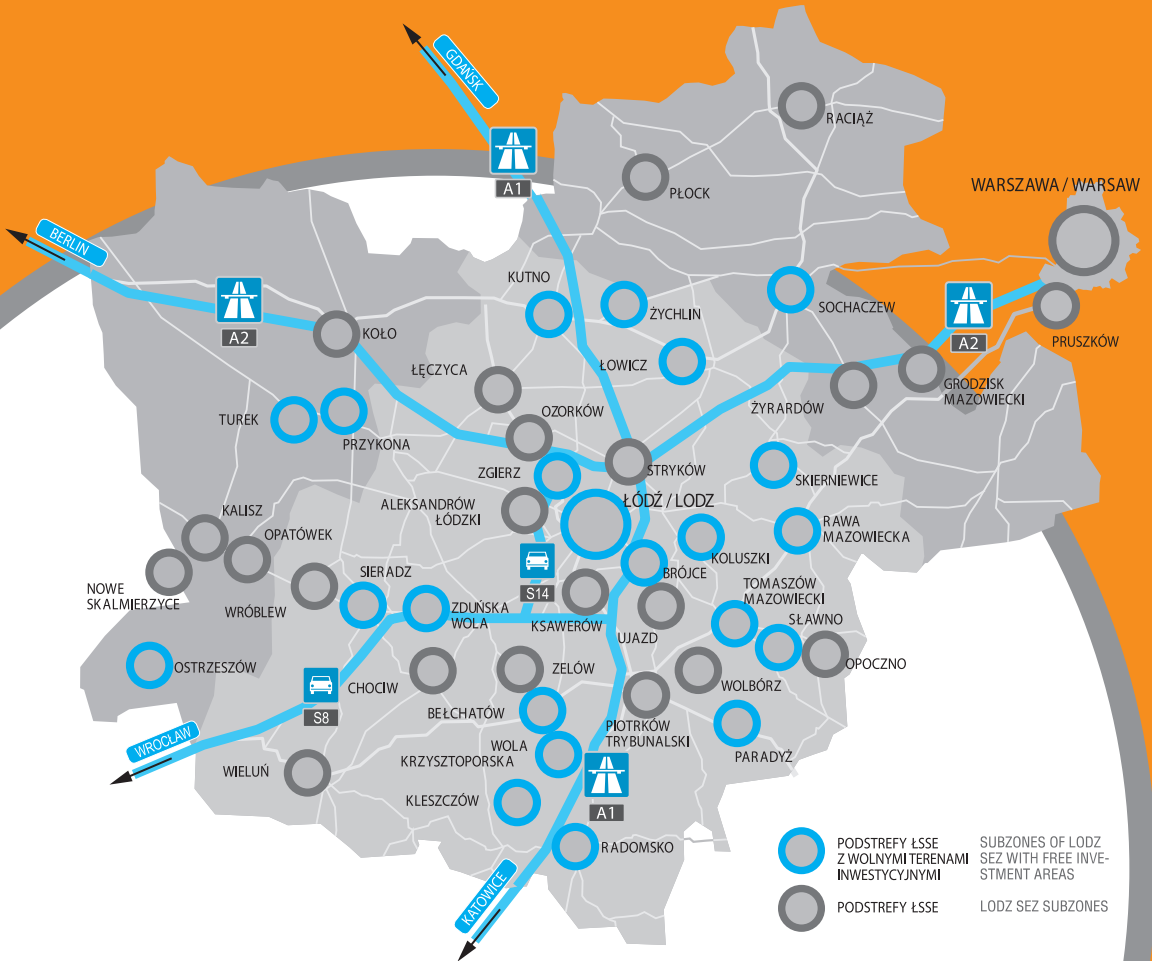 GDAŃSK
A1
RACIĄŻ
PŁOCK
WARSZAWA / WARSAW
BERLIN
A2
KOŁO
KUTNO
ŻYCHLIN
SOCHACZEW
A2
PRUSZKÓW
ŁOWICZ
ŁĘCZYCA
GRODZISK
MAZOWIECKI
ŻYRARDÓW
OZORKÓW
TUREK
PRZYKONA
ZGIERZ
STRYKÓW
SKIERNIEWICE
ALEKSANDRÓW
ŁÓDZKI
ŁÓDŹ / LODZ
KALISZ
OPATÓWEK
RAWA
MAZOWIECKA
KOLUSZKI
BRÓJCE
NOWE
SKALMIERZYCE
WRÓBLEW
SIERADZ
ZDUŃSKA
WOLA
S14
KSAWERÓW
UJAZD
TOMASZÓW
MAZOWIECKI
SŁAWNO
OPOCZNO
OSTRZESZÓW
S8
CHOCIW
ZELÓW
WOLBÓRZ
BEŁCHATÓW
PIOTRKÓW
TRYBUNALSKI
PARADYŻ
WROCŁAW
WIELUŃ
WOLA
KRZYSZTOPORSKA
KLESZCZÓW
A1
RADOMSKO
KATOWICE
PODSTREFY ŁSSE
Z WOLNYMI TERENAMI
INWESTYCYJNYMI
SUBZONES OF LODZ
SEZ WITH FREE INVE-
STMENT AREAS
PODSTREFY ŁSSE
LODZ SEZ SUBZONES